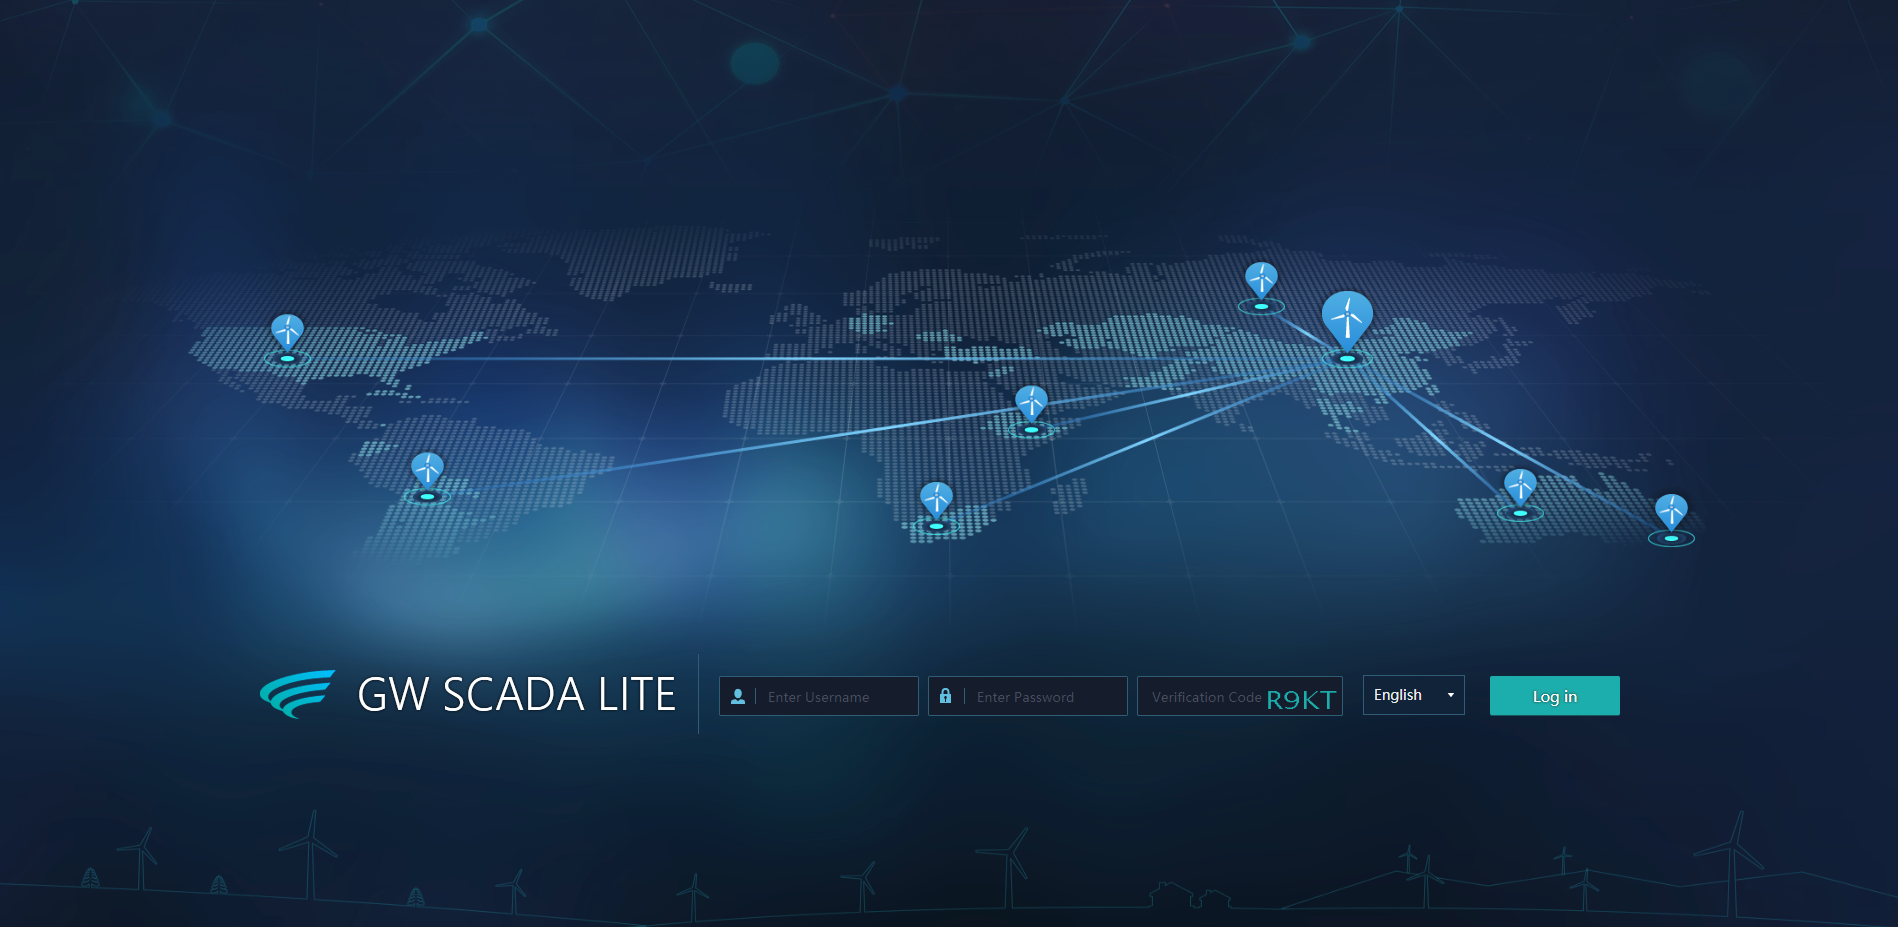 GW SCADA LITE
Enter Username
Enter Password
Verification Code R9KT
English
Log in